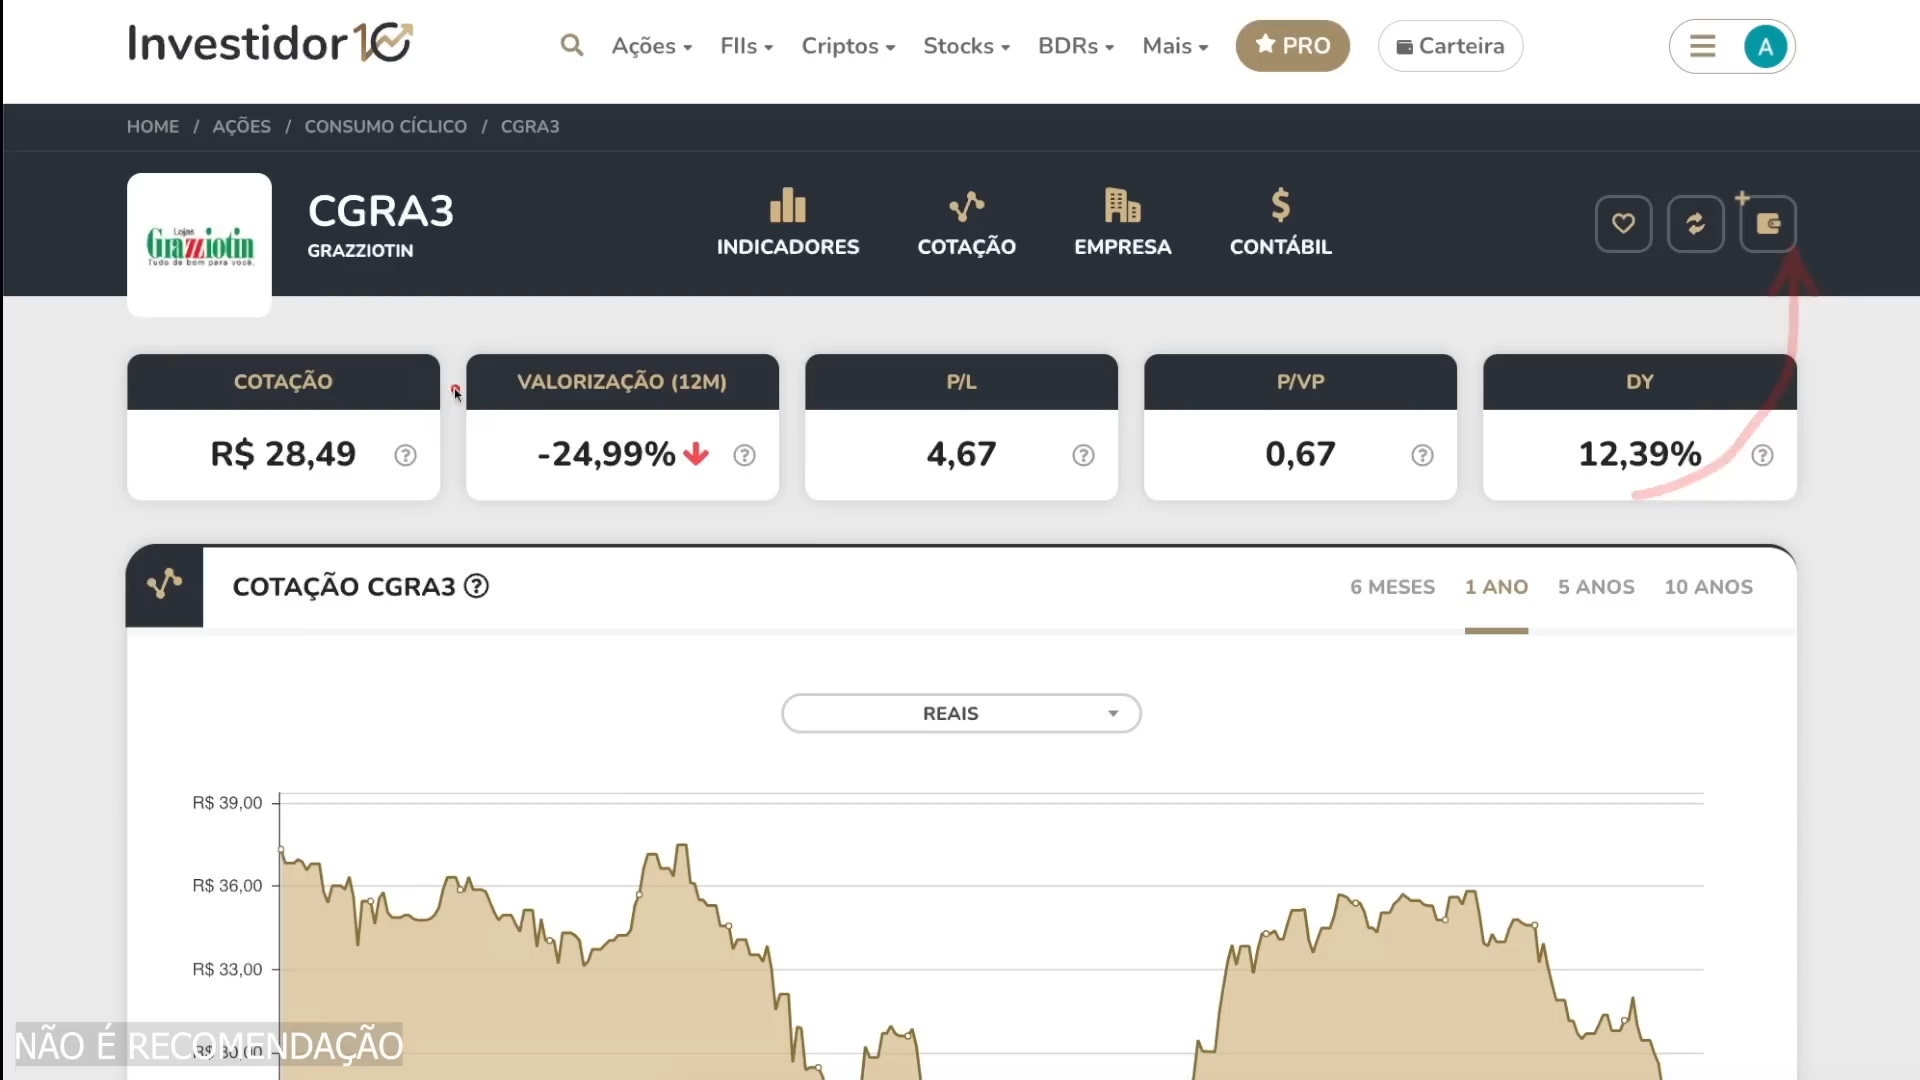 Investidor10
Ações FIIs Criptos Stocks BDRs Mais PRO Carteira A
HOME / AÇÕES / CONSUMO CÍCLICO / CGRA3
Lojas
Grazziotin
Tudo de bom para você.
CGRA3
GRAZZIOTIN
INDICADORES COTAÇÃO EMPRESA CONTÁBIL
COTAÇÃO VALORIZAÇÃO (12M) P/L P/VP DY
R$ 28,49 ? -24,99% ? 4,67 ? 0,67 ? 12,39% ?
COTAÇÃO CGRA3 ? 6 MESES 1 ANO 5 ANOS 10 ANOS
REAIS
R$ 39,00
R$ 36,00
R$ 33,00
R$ 30,00
NÃO É RECOMENDAÇÃO